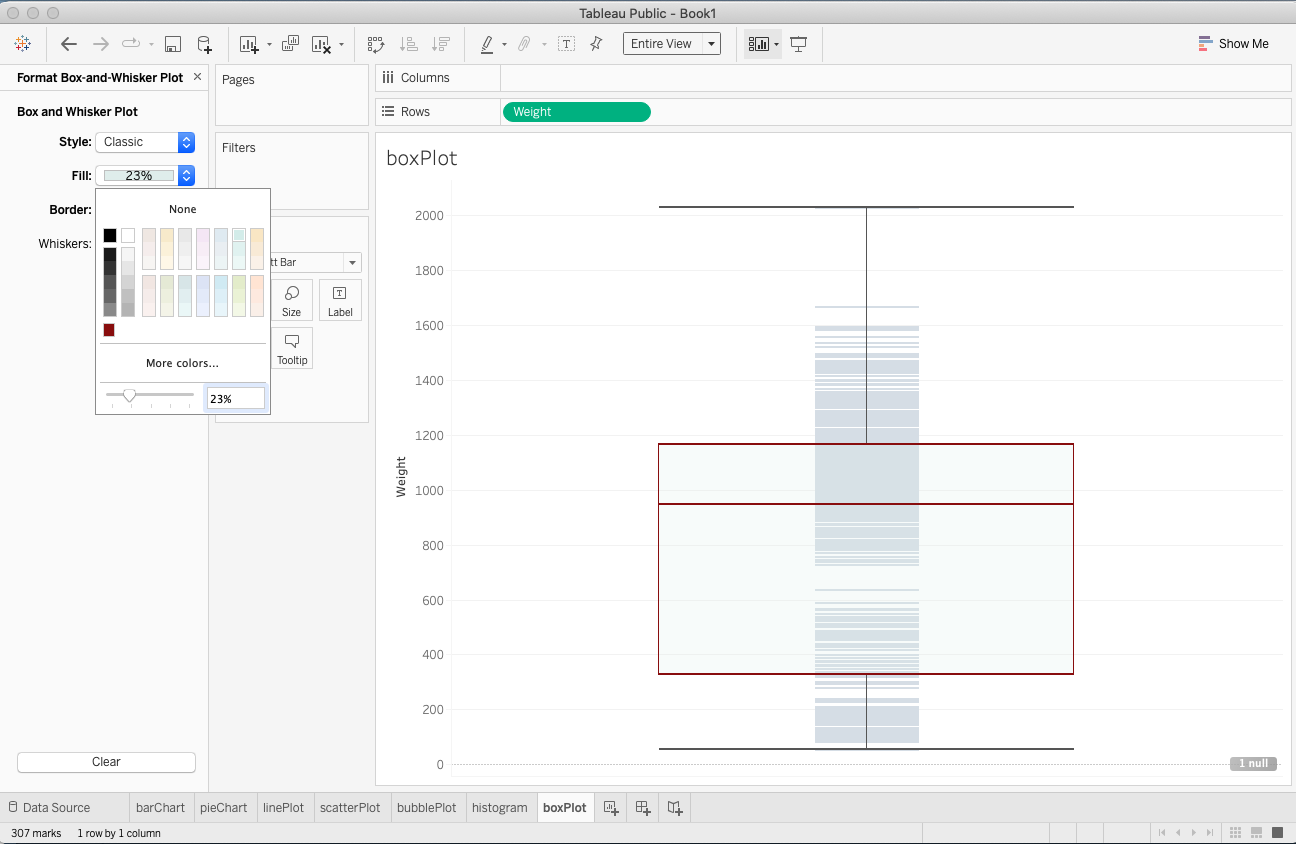 Tableau Public - Book1
Entire View
Show Me
Format Box-and-Whisker Plot
Box and Whisker Plot
Style: Classic
Fill: 23%
Border:
Whiskers:
None
More colors...
23%
Clear
Pages
Filters
tt Bar
Size
T
Label
Tooltip
Columns
Rows
Weight
boxPlot
Weight
2000
1800
1600
1400
1200
1000
800
600
400
200
0
1 null
Data Source
barChart
pieChart
linePlot
scatterPlot
bubblePlot
histogram
boxPlot
307 marks
1 row by 1 column